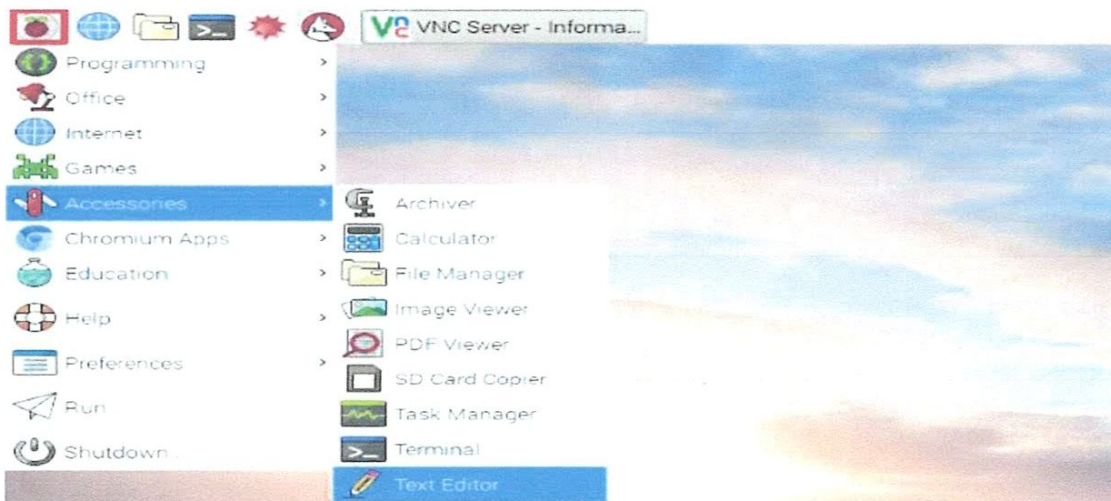 VNC Server - Informa...
Programming
Office
Internet
Games
Accessories
Chromium Apps
Education
Help
Preferences
Run
Shutdown...
Archiver
Calculator
File Manager
Image Viewer
PDF Viewer
SD Card Copier
Task Manager
Terminal
Text Editor